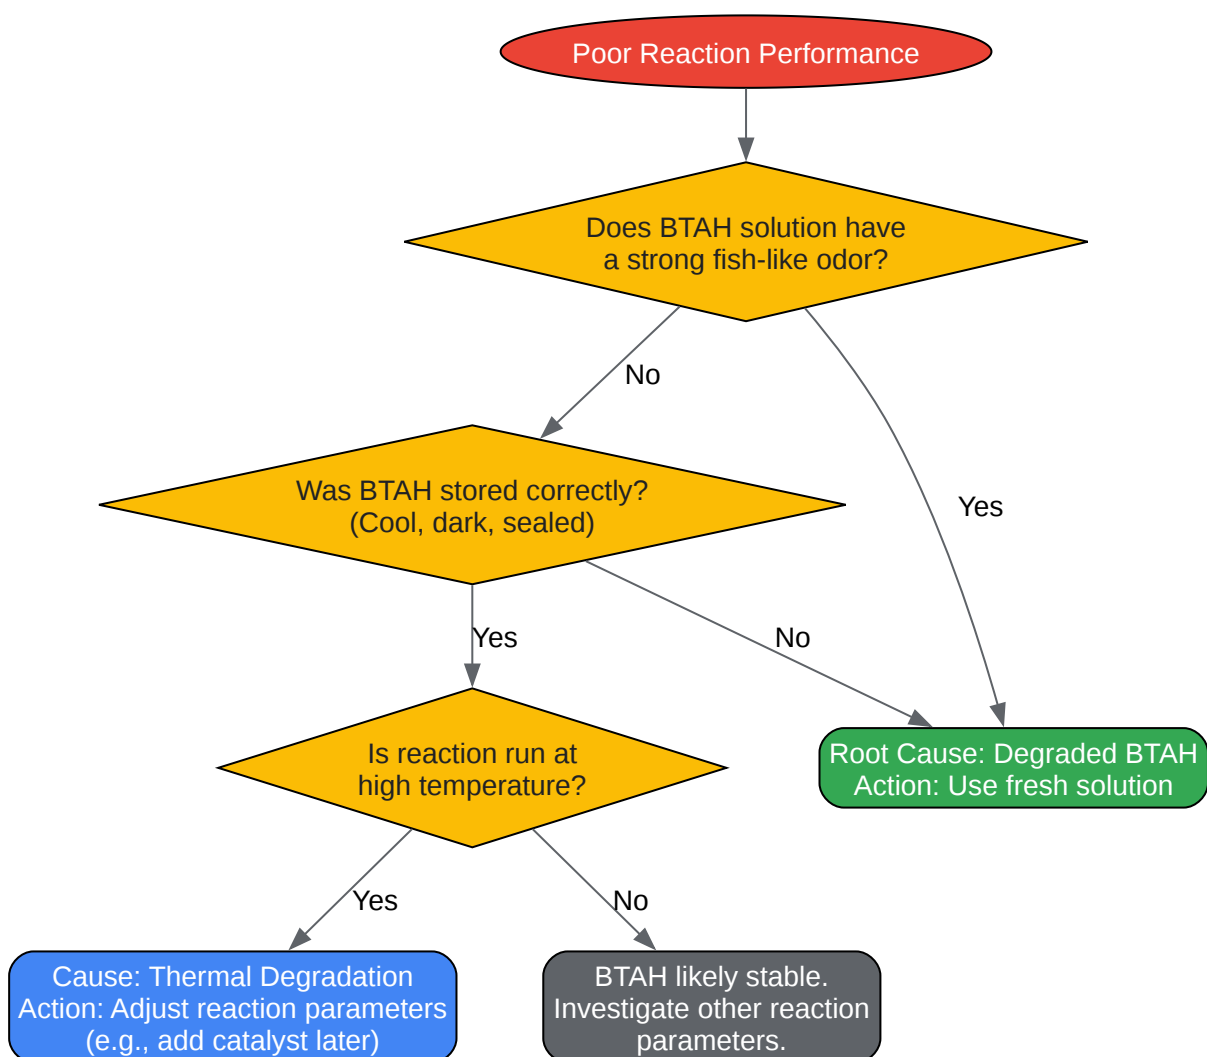 Poor Reaction Performance
Does BTAH solution have
a strong fish-like odor?
No
Yes
Was BTAH stored correctly?
(Cool, dark, sealed)
Yes
No
Is reaction run at
high temperature?
Root Cause: Degraded BTAH
Action: Use fresh solution
Yes
No
Cause: Thermal Degradation
Action: Adjust reaction parameters
(e.g., add catalyst later)
BTAH likely stable.
Investigate other reaction
parameters.